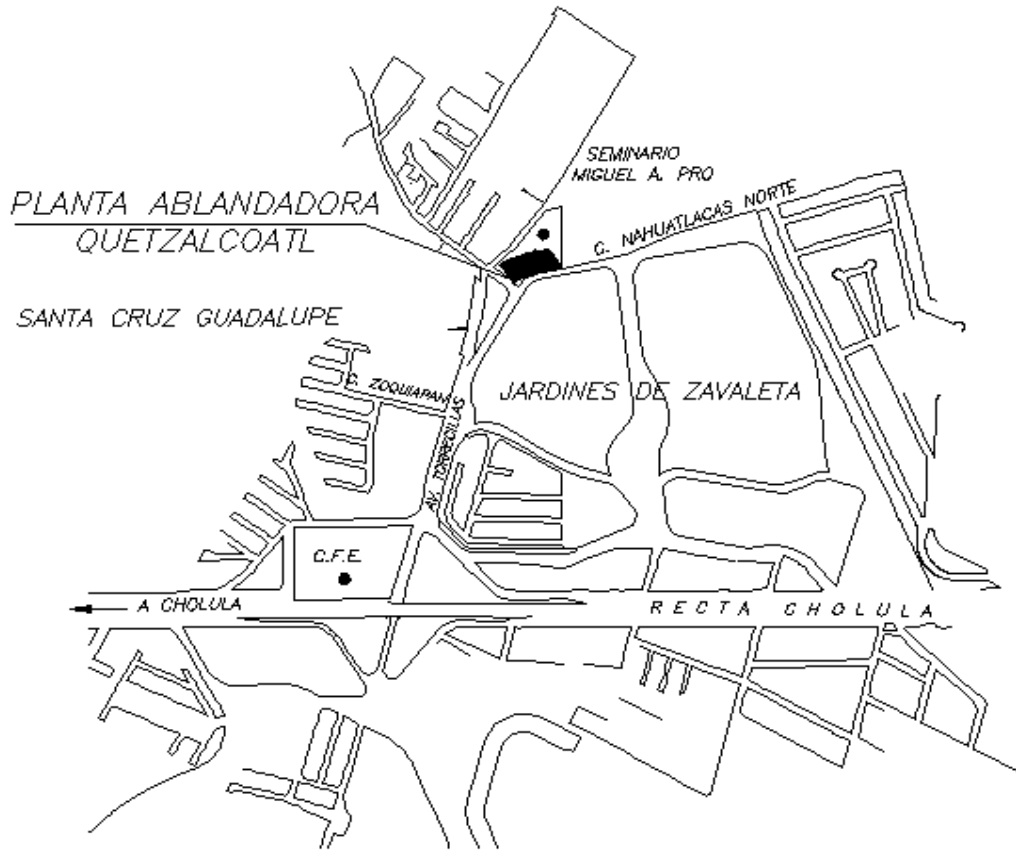 SEMINARIO
MIGUEL A. PRO
PLANTA ABLANDADORA
QUETZALCOATL
C. NAHUATLACAS NORTE
SANTA CRUZ GUADALUPE
C. ZOQUIAPAN
JARDINES DE ZAVALETA
AV. TORRECILLAS
C.F.E.
A CHOLULA
RECTA CHOLULA